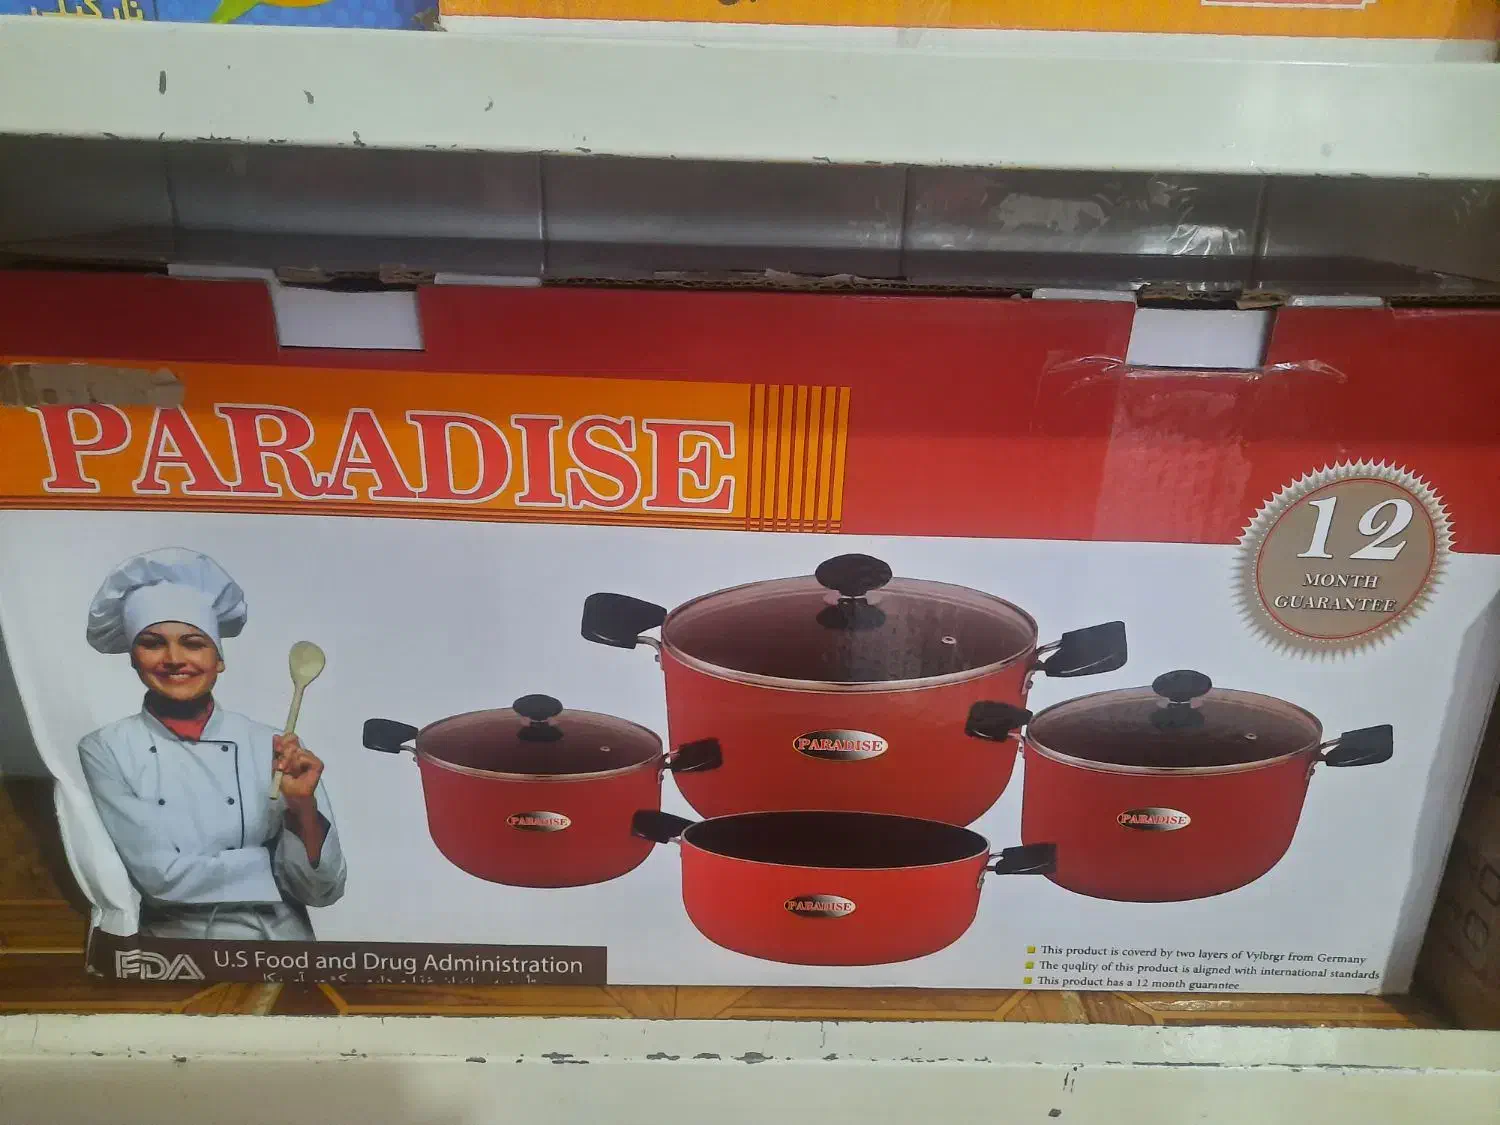 نارگیل
PARADISE
12
MONTH
GUARANTEE
PARADISE
PARADISE
PARADISE
PARADISE
FDA U.S Food and Drug Administration
This product is coverd by two layers of Vylbrgr from Germany
The quqlity of this product is aligned with international standards
This product has a 12 month guarantee